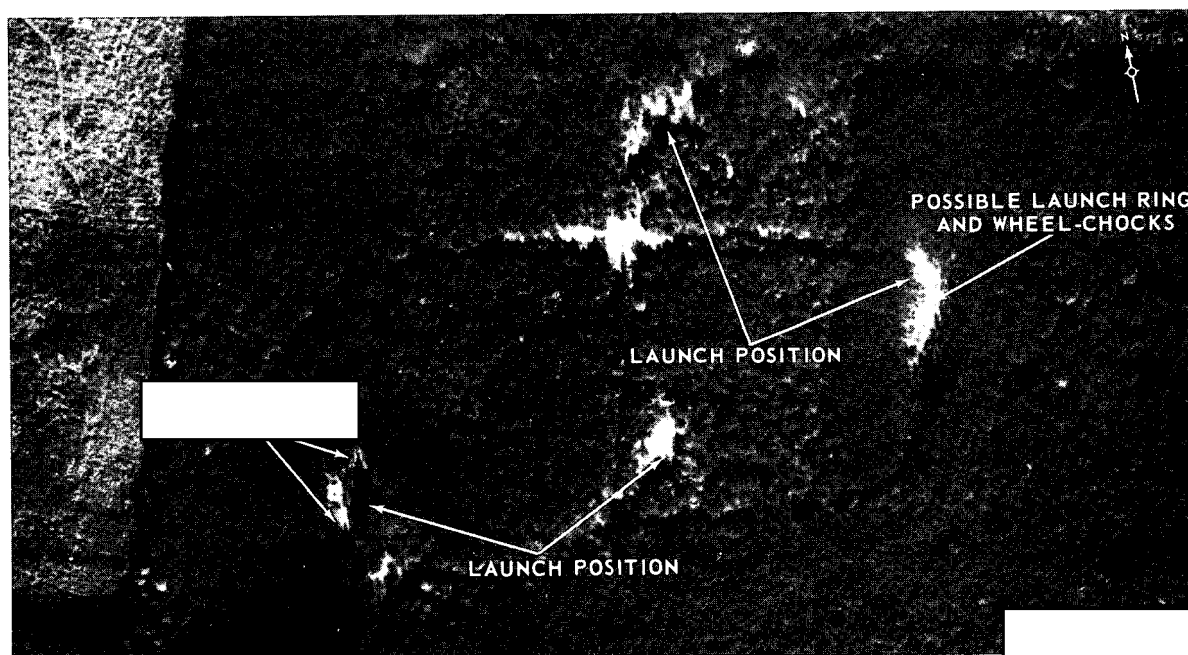 N
POSSIBLE LAUNCH RING
AND WHEEL-CHOCKS
LAUNCH POSITION
LAUNCH POSITION